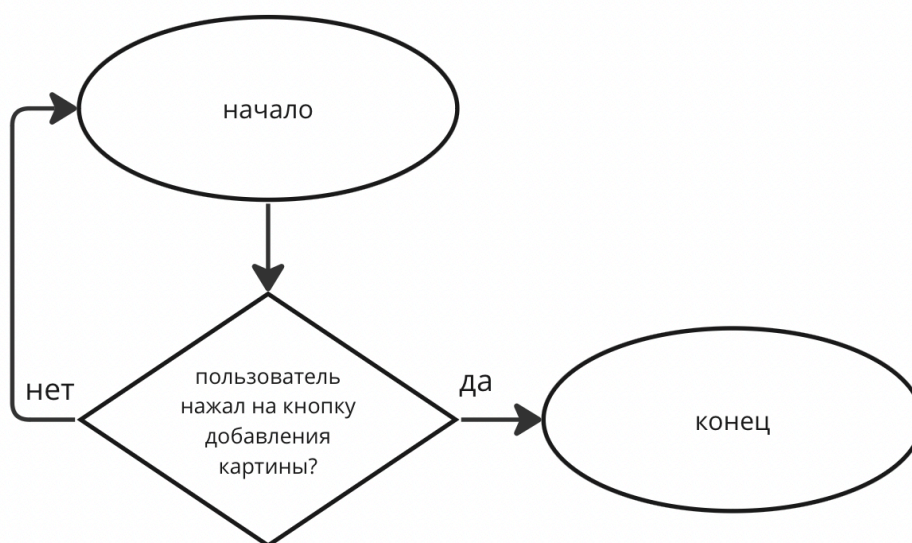 начало
нет
пользователь
нажал на кнопку
добавления
картины?
да
конец